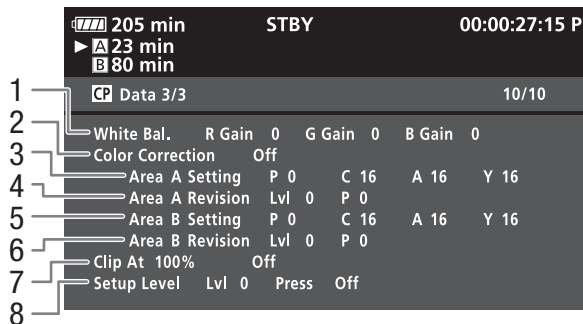 205 min STBY 00:00:27:15 P
A 23 min
B 80 min
CP Data 3/3 10/10
1 White Bal. R Gain 0 G Gain 0 B Gain 0
2 Color Correction Off
3 Area A Setting P 0 C 16 A 16 Y 16
4 Area A Revision Lvl 0 P 0
5 Area B Setting P 0 C 16 A 16 Y 16
6 Area B Revision Lvl 0 P 0
7 Clip At 100% Off
8 Setup Level Lvl 0 Press Off